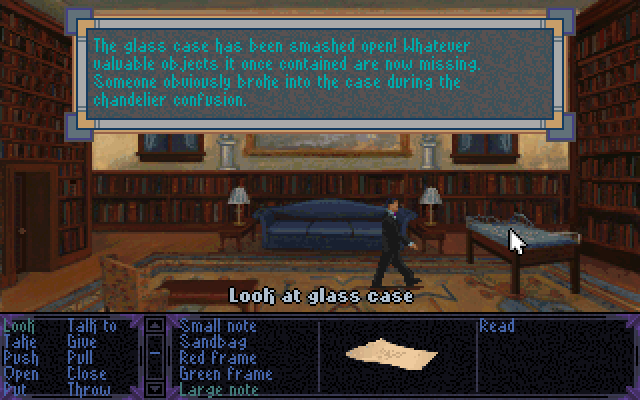 The glass case has been smashed open! Whatever
valuable objects it once contained are now missing.
Someone obviously broke into the case during the
chandelier confusion.
Look at glass case
Look Talk to Small note Read
Take Give Sandbag
Push Pull Red frame
Open Close Green frame
Put Throw Large note